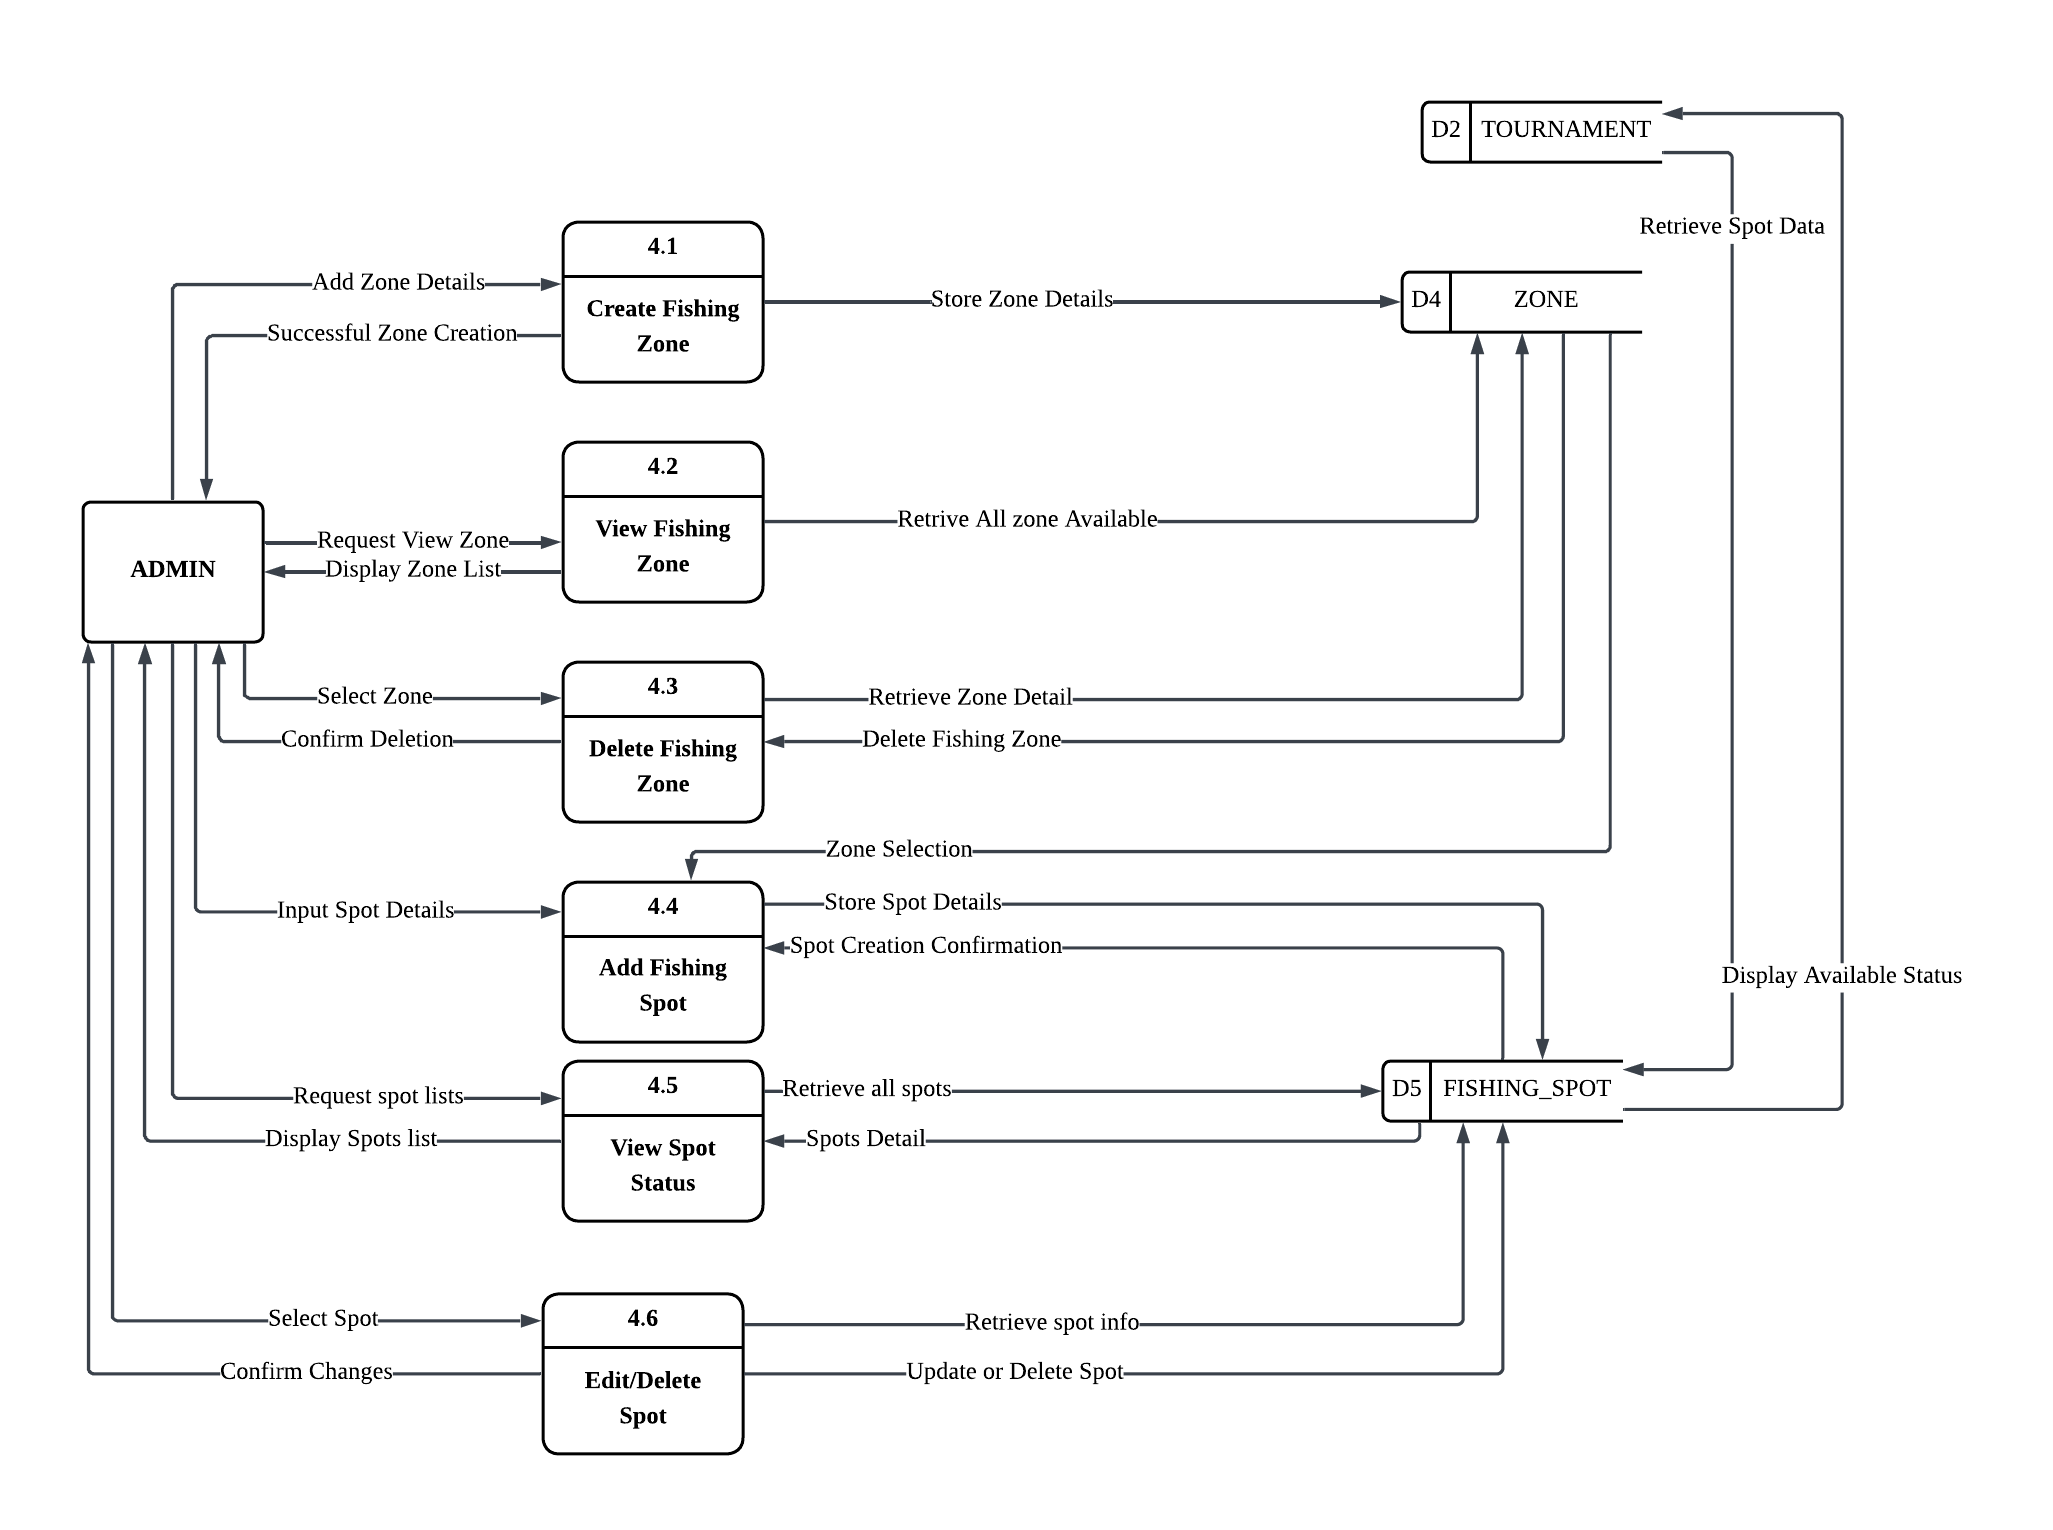 D2
TOURNAMENT
Retrieve Spot Data
4.1
Add Zone Details
Create Fishing
Zone
Store Zone Details
D4
ZONE
Successful Zone Creation
4.2
View Fishing
Zone
Retrive All zone Available
ADMIN
Request View Zone
Display Zone List
4.3
Select Zone
Retrieve Zone Detail
Confirm Deletion
Delete Fishing
Zone
Delete Fishing Zone
Zone Selection
4.4
Input Spot Details
Store Spot Details
Spot Creation Confirmation
Add Fishing
Spot
Display Available Status
4.5
Request spot lists
Retrieve all spots
D5
FISHING_SPOT
Display Spots list
View Spot
Status
Spots Detail
4.6
Select Spot
Retrieve spot info
Confirm Changes
Edit/Delete
Spot
Update or Delete Spot